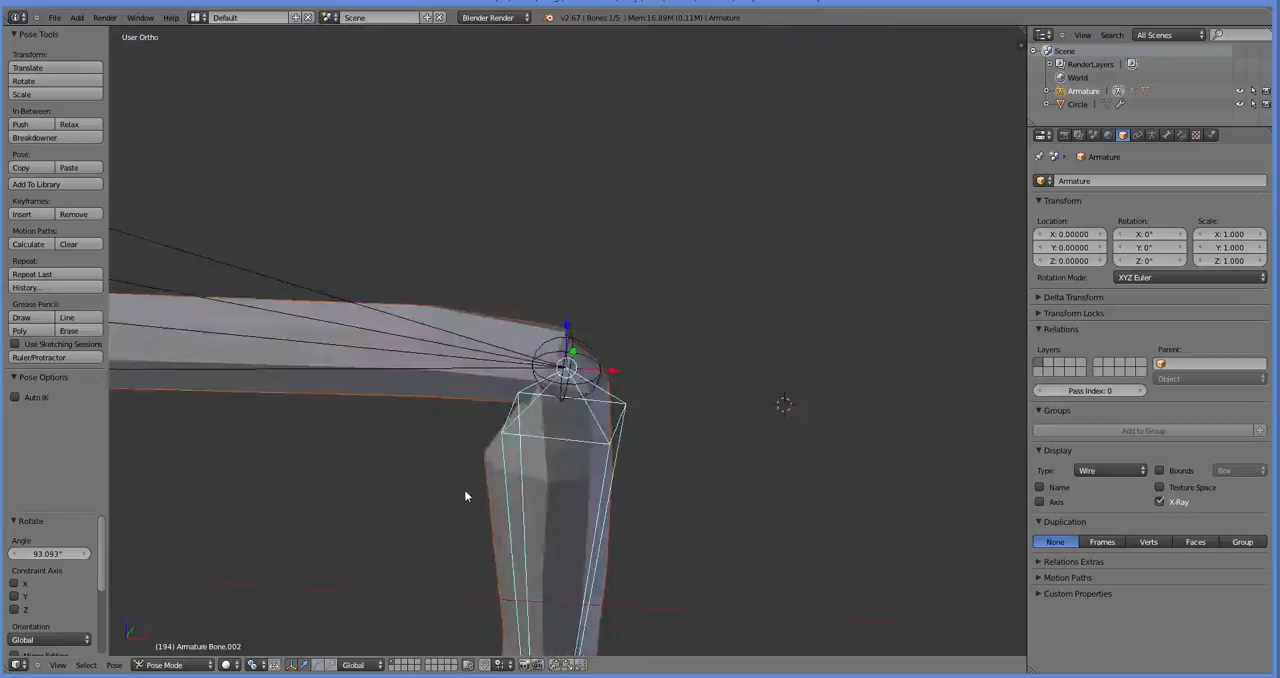 File Add Render Window Help Default Scene Blender Render v2.67 | Bones:1/5 | Mem:16.89M (0.11M) | Armature
Pose Tools
Transform:
Translate
Rotate
Scale
In-Between:
Push Relax
Breakdowner
Pose:
Copy Paste
Add To Library
Keyframes:
Insert Remove
Motion Paths:
Calculate Clear
Repeat:
Repeat Last
History...
Grease Pencil:
Draw Line
Poly Erase
Use Sketching Sessions
Ruler/Protractor
Pose Options
Auto IK
Rotate
Angle
93.093°
Constraint Axis
X
Y
Z
Orientation
Global
User Ortho
(194) Armature Bone.002
View Select Pose Pose Mode Global
View Search All Scenes
Scene
RenderLayers |
World
Armature |
Circle |
Armature
Armature
Transform
Location: Rotation: Scale:
X: 0.00000 X: 0° X: 1.000
Y: 0.00000 Y: 0° Y: 1.000
Z: 0.00000 Z: 0° Z: 1.000
Rotation Mode: XYZ Euler
Delta Transform
Transform Locks
Relations
Layers: Parent:
Object
Pass Index: 0
Groups
Add to Group
Display
Type: Wire Bounds Box
Name Texture Space
Axis X-Ray
Duplication
None Frames Verts Faces Group
Relations Extras
Motion Paths
Custom Properties